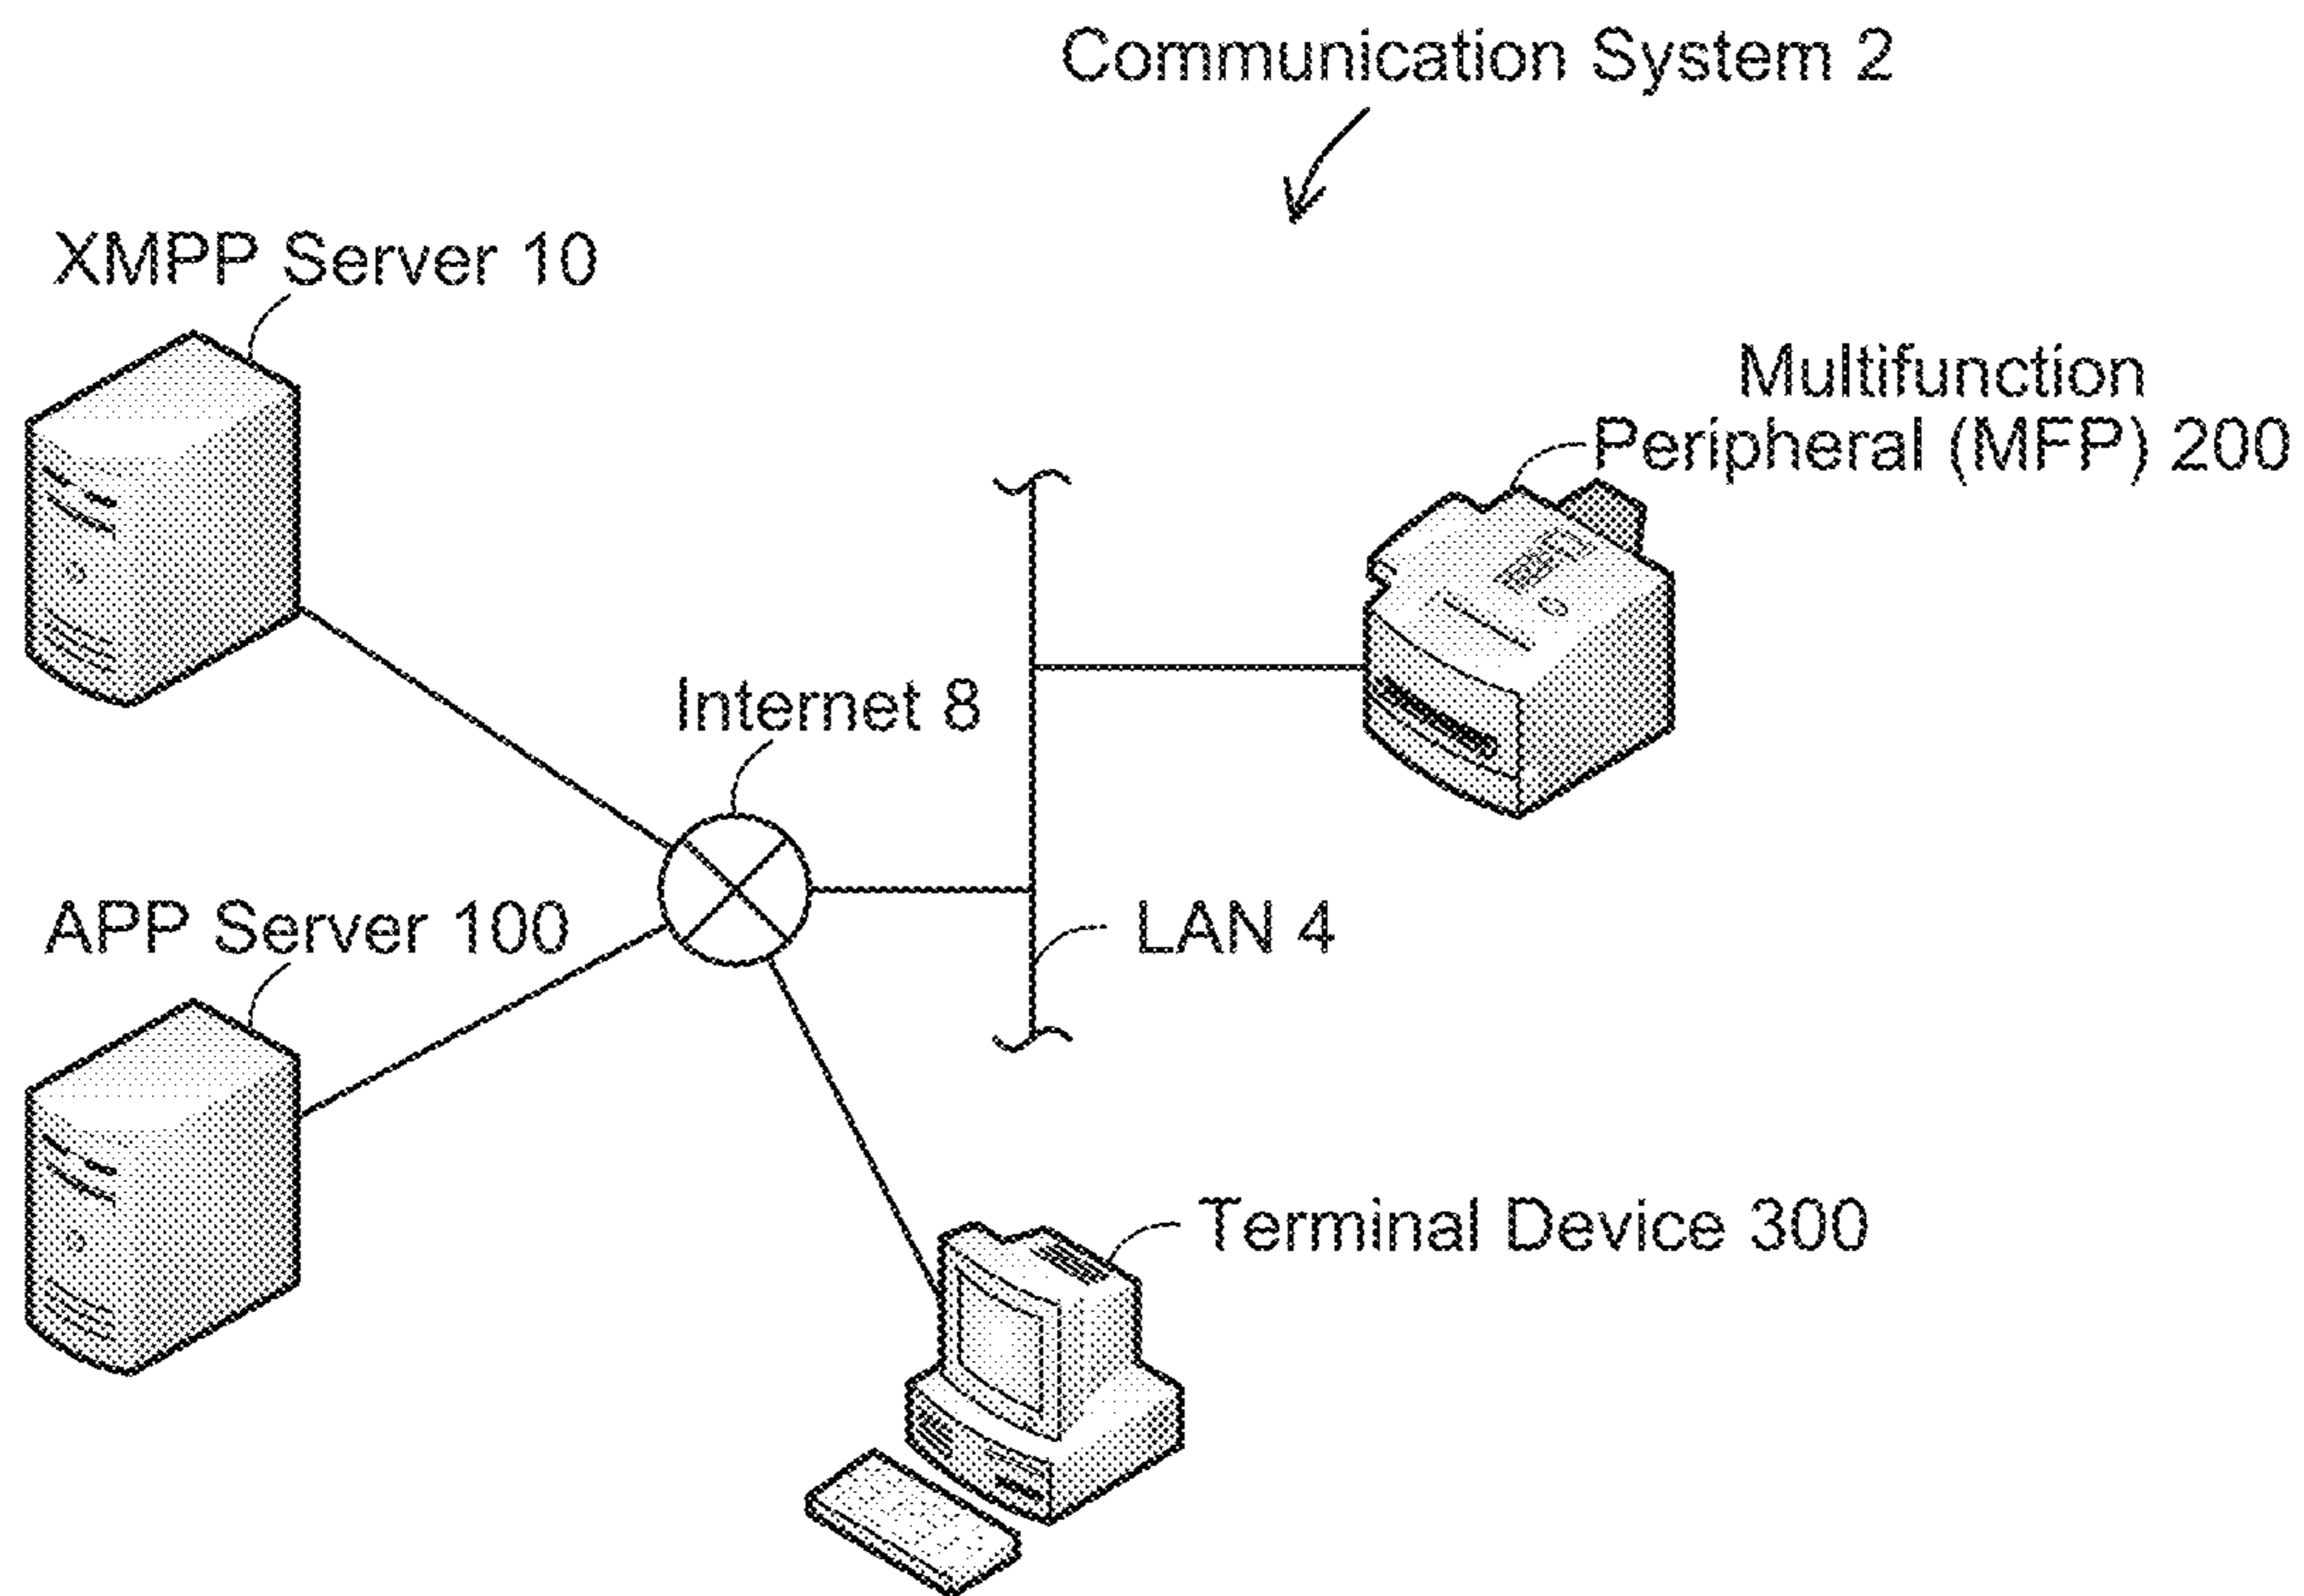 Communication System 2
XMPP Server 10
Multifunction
Peripheral (MFP) 200
Internet 8
APP Server 100
LAN 4
Terminal Device 300